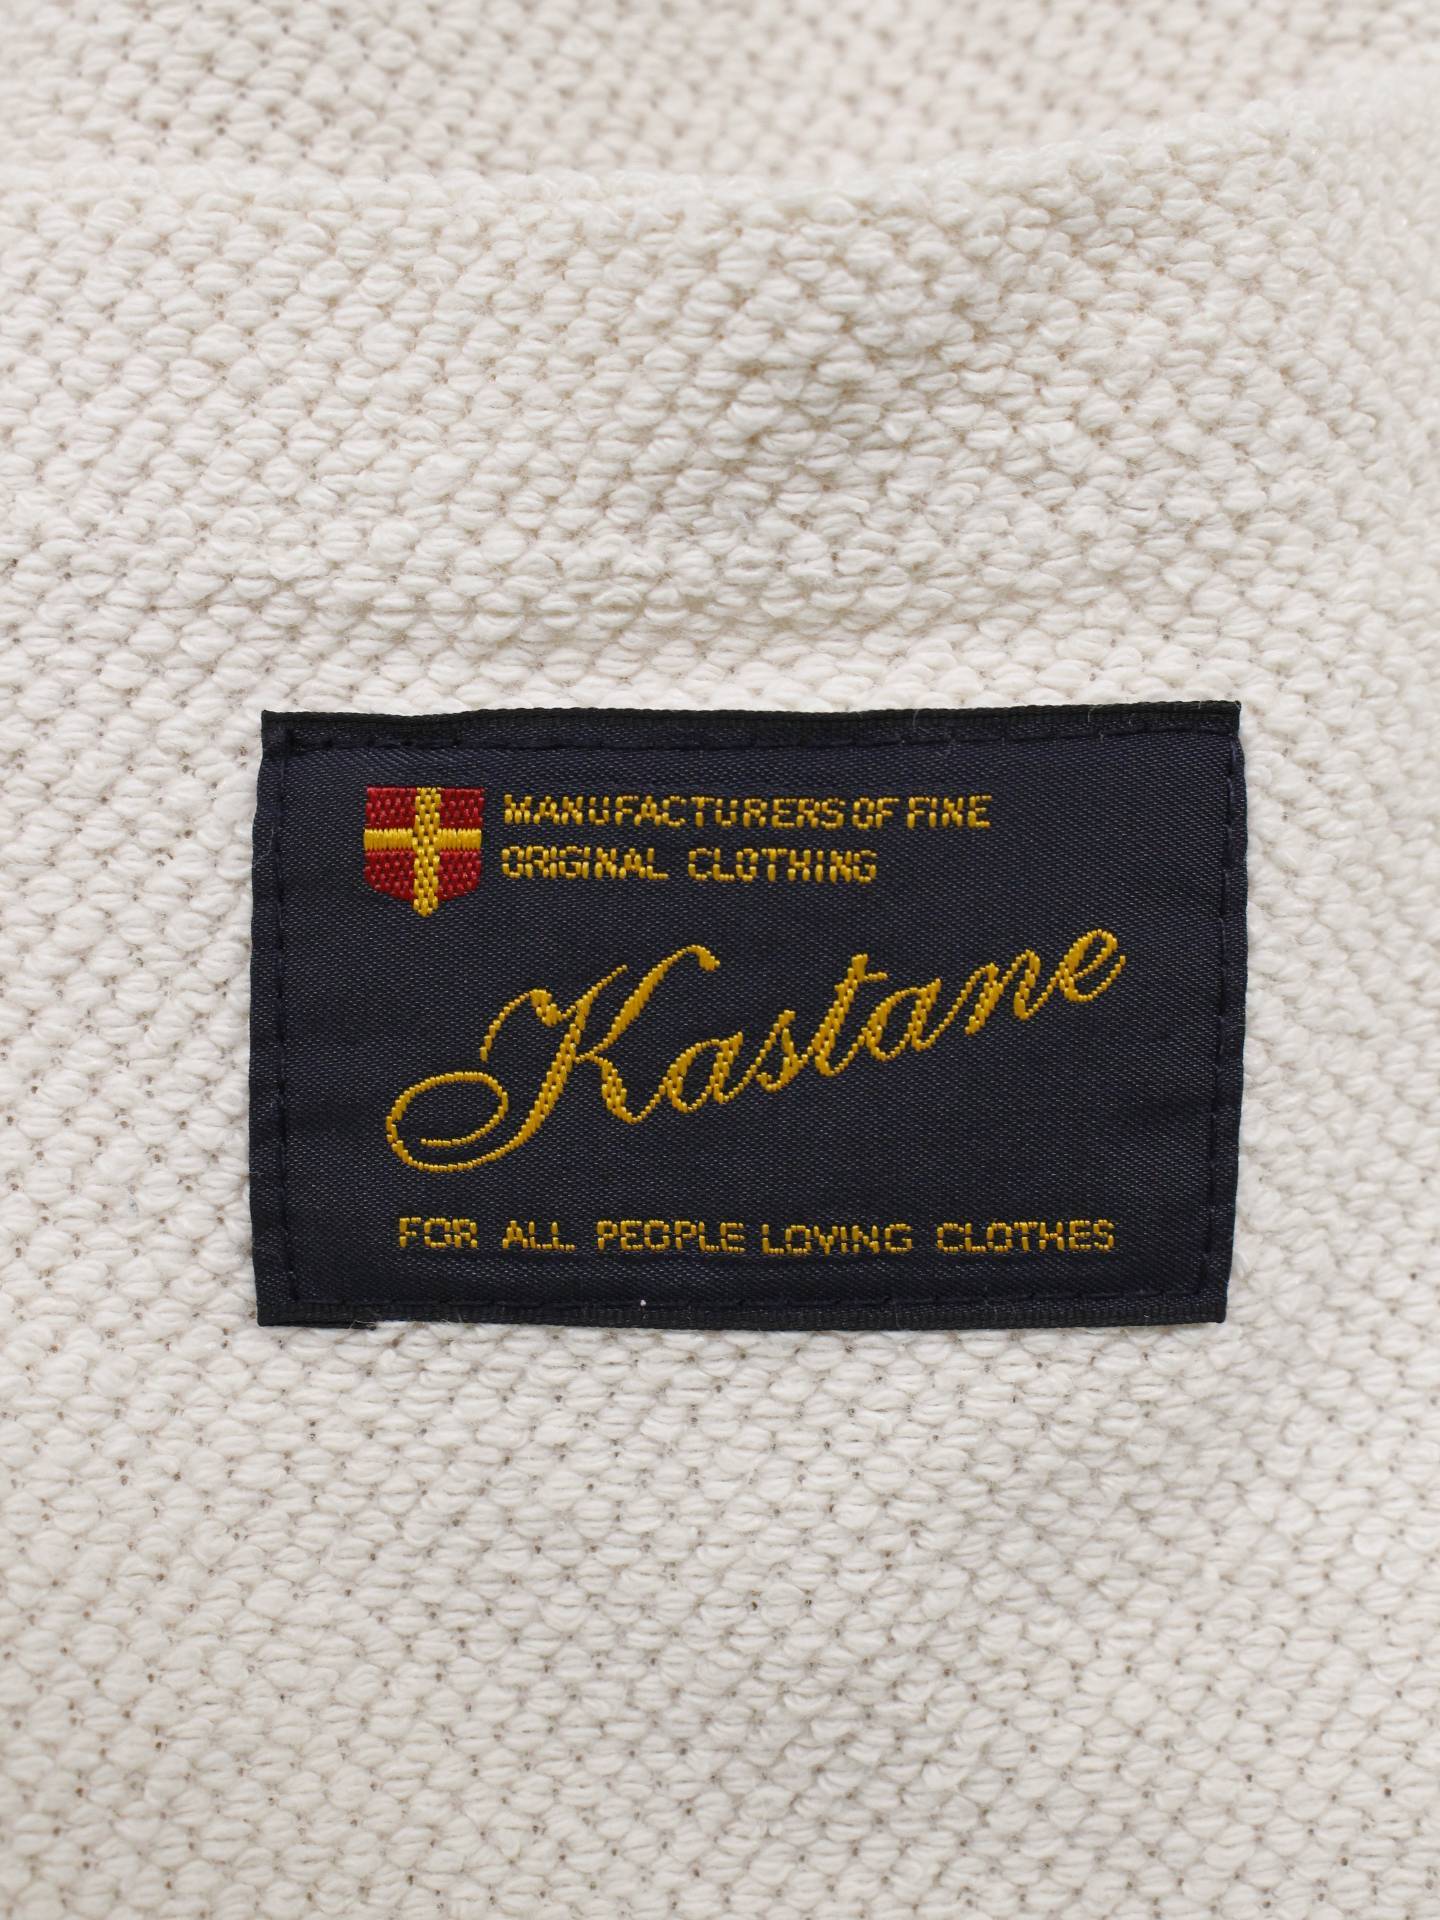 MANUFACTURERS OF FINE
ORIGINAL CLOTHING
Kastane
FOR ALL PEOPLE LOVING CLOTHES